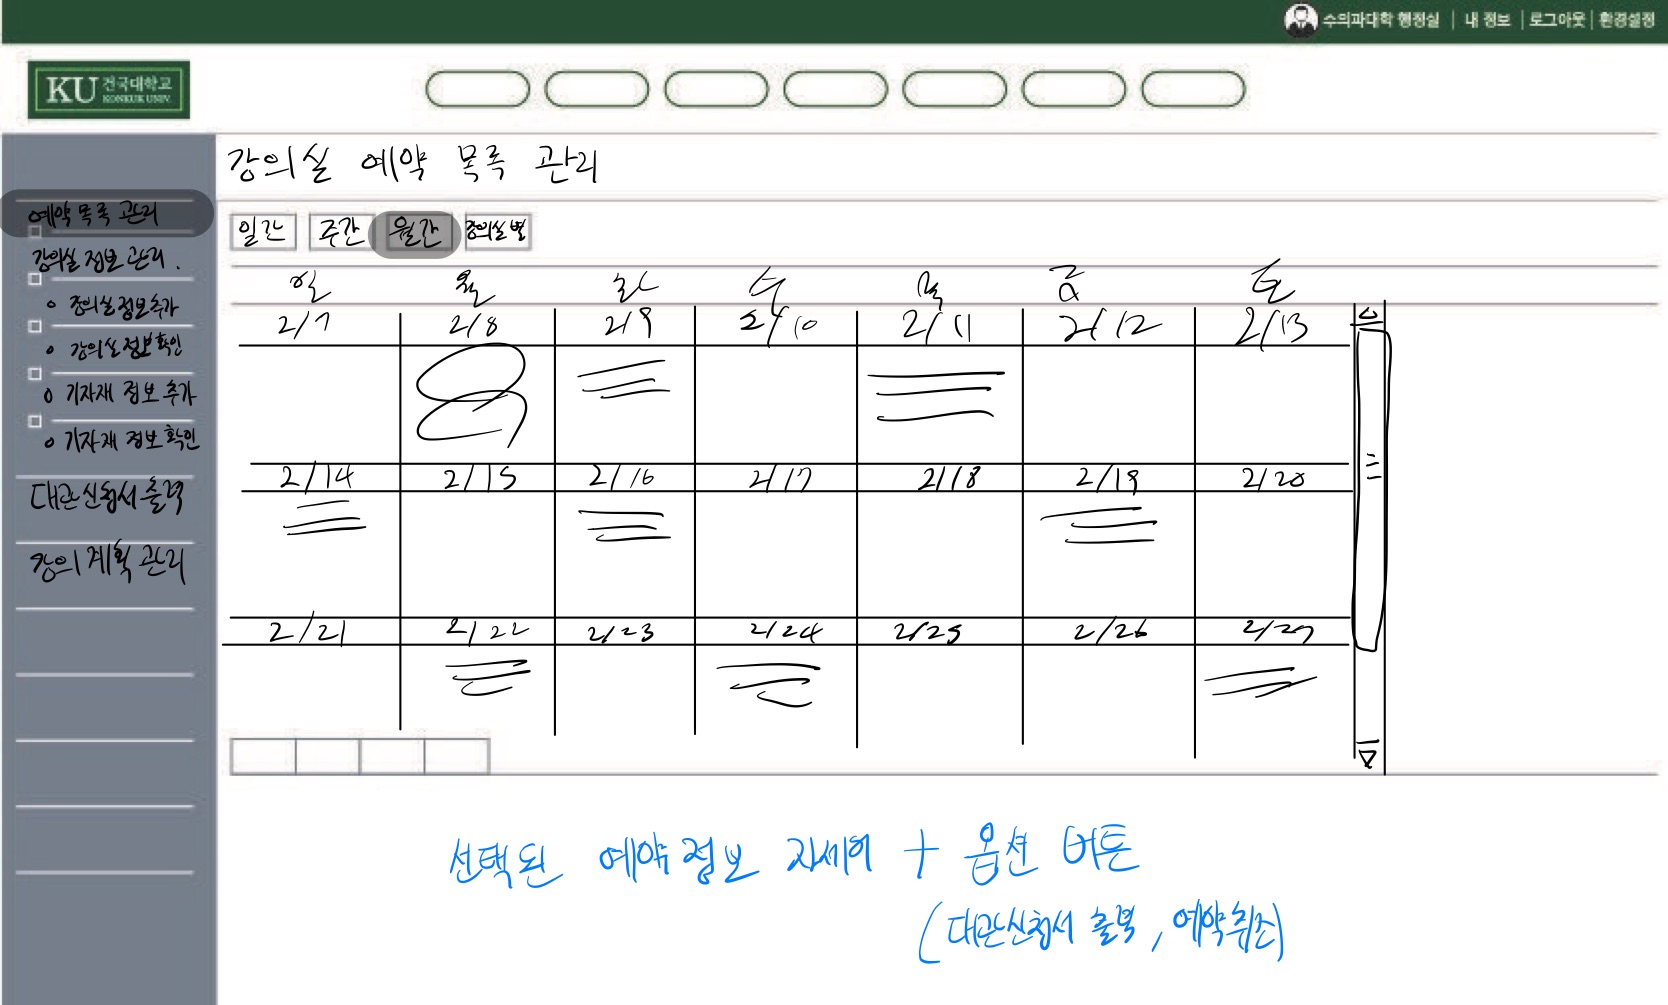 수의과대학 행정실 | 내 정보 | 로그아웃 | 환경설정
KU 건국대학교
KONKUK UNIV.
강의실 예약 목록 관리
예약 목록 관리
강의실 정보 관리.
강의실 정보 추가
강의실 정보 확인
기자재 정보 추가
기자재 정보 확인
대관신청서 출력
강의계획 관리
일간 주간 월간 강의실별
일 월 화 수 목 금 토
2/7 2/8 2/9 2/10 2/11 2/12 2/13
2/14 2/15 2/16 2/17 2/18 2/19 2/20
2/21 2/22 2/23 2/24 2/25 2/26 2/27
선택된 예약정보 자세히 + 옵션 버튼
(대관신청서 출력, 예약취소)